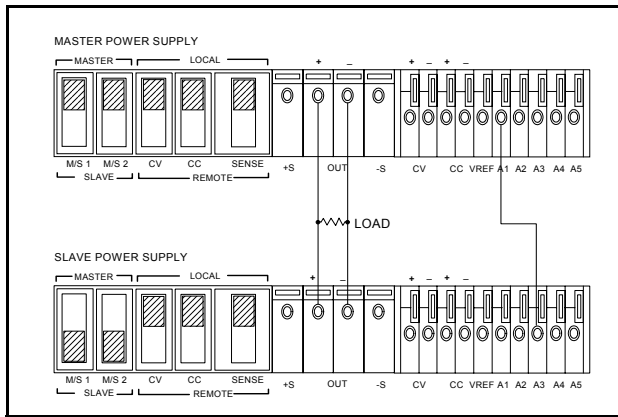 MASTER POWER SUPPLY
MASTER LOCAL + – + – + –
M/S 1 M/S 2 CV CC SENSE +S OUT -S CV CC VREF A1 A2 A3 A4 A5
SLAVE REMOTE
LOAD
SLAVE POWER SUPPLY
MASTER LOCAL + – + – + –
M/S 1 M/S 2 CV CC SENSE +S OUT -S CV CC VREF A1 A2 A3 A4 A5
SLAVE REMOTE